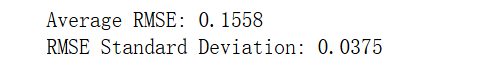 Average RMSE: 0.1558
RMSE Standard Deviation: 0.0375